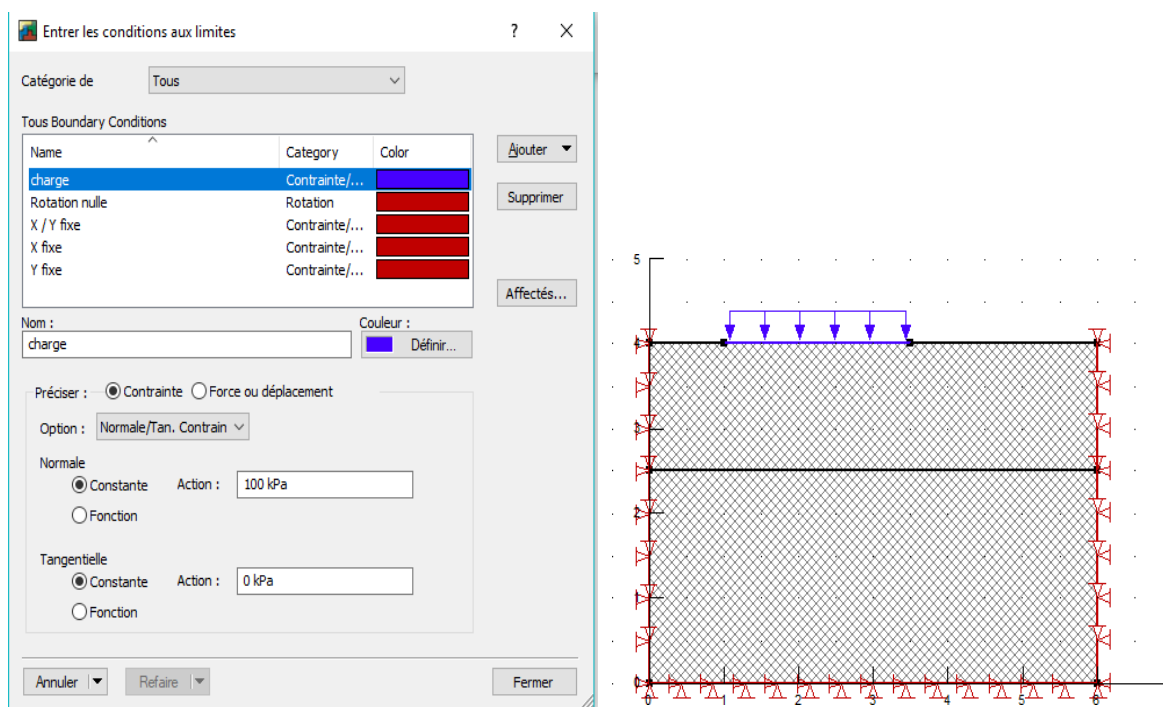 Entrer les conditions aux limites ? X
Catégorie de Tous
Tous Boundary Conditions
Name Category Color
charge Contrainte/...
Rotation nulle Rotation
X / Y fixe Contrainte/...
X fixe Contrainte/...
Y fixe Contrainte/...
Ajouter
Supprimer
Affectés...
Nom : Couleur :
charge Définir...
Préciser : Contrainte Force ou déplacement
Option : Normale/Tan. Contrain
Normale
Constante Action : 100 kPa
Fonction
Tangentielle
Constante Action : 0 kPa
Fonction
Annuler Refaire Fermer
5
4
3
2
1
0
0 1 2 3 4 5 6